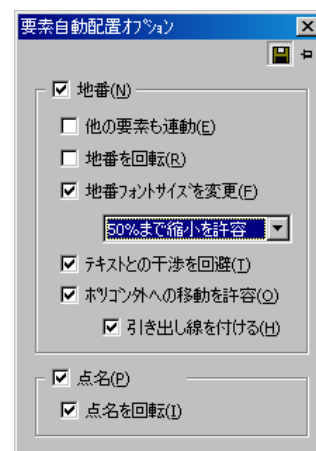 要素自動配置ｵﾌﾟｼｮﾝ
地番(N)
他の要素も連動(E)
地番を回転(R)
地番ﾌｫﾝﾄｻｲｽﾞを変更(F)
50%まで縮小を許容
ﾃｷｽﾄとの干渉を回避(T)
ﾎﾟﾘｺﾞﾝ外への移動を許容(O)
引き出し線を付ける(H)
点名(P)
点名を回転(I)